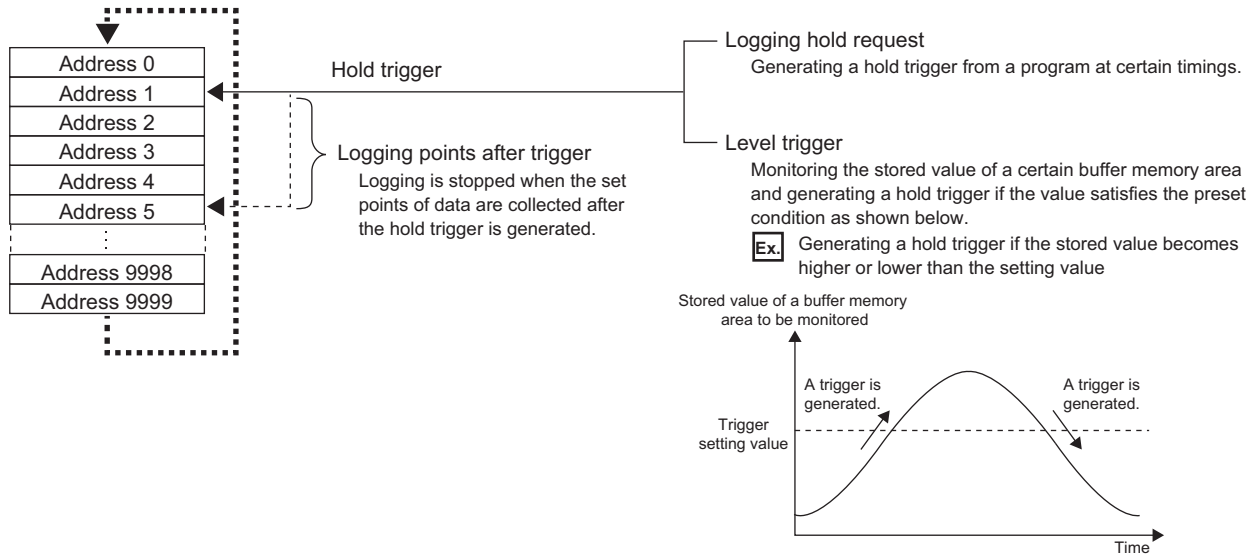 Address 0
Address 1
Address 2
Address 3
Address 4
Address 5
Address 9998
Address 9999
Hold trigger
Logging points after trigger
Logging is stopped when the set
points of data are collected after
the hold trigger is generated.
Logging hold request
Generating a hold trigger from a program at certain timings.
Level trigger
Monitoring the stored value of a certain buffer memory area
and generating a hold trigger if the value satisfies the preset
condition as shown below.
Ex. Generating a hold trigger if the stored value becomes
higher or lower than the setting value
Stored value of a buffer memory
area to be monitored
A trigger is
generated.
A trigger is
generated.
Trigger
setting value
Time